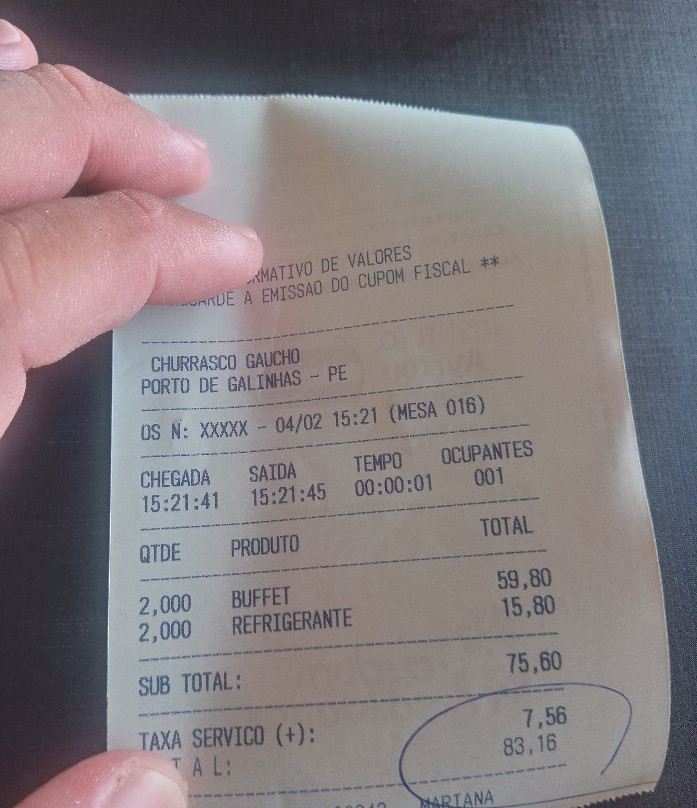 RMATIVO DE VALORES
ARDE A EMISSAO DO CUPOM FISCAL **
CHURRASCO GAUCHO
PORTO DE GALINHAS - PE
OS N: XXXXX - 04/02 15:21 (MESA 016)
CHEGADA SAIDA TEMPO OCUPANTES
15:21:41 15:21:45 00:00:01 001
QTDE PRODUTO TOTAL
2,000 BUFFET 59,80
2,000 REFRIGERANTE 15,80
SUB TOTAL: 75,60
TAXA SERVICO (+): 7,56
T A L: 83,16
MARIANA